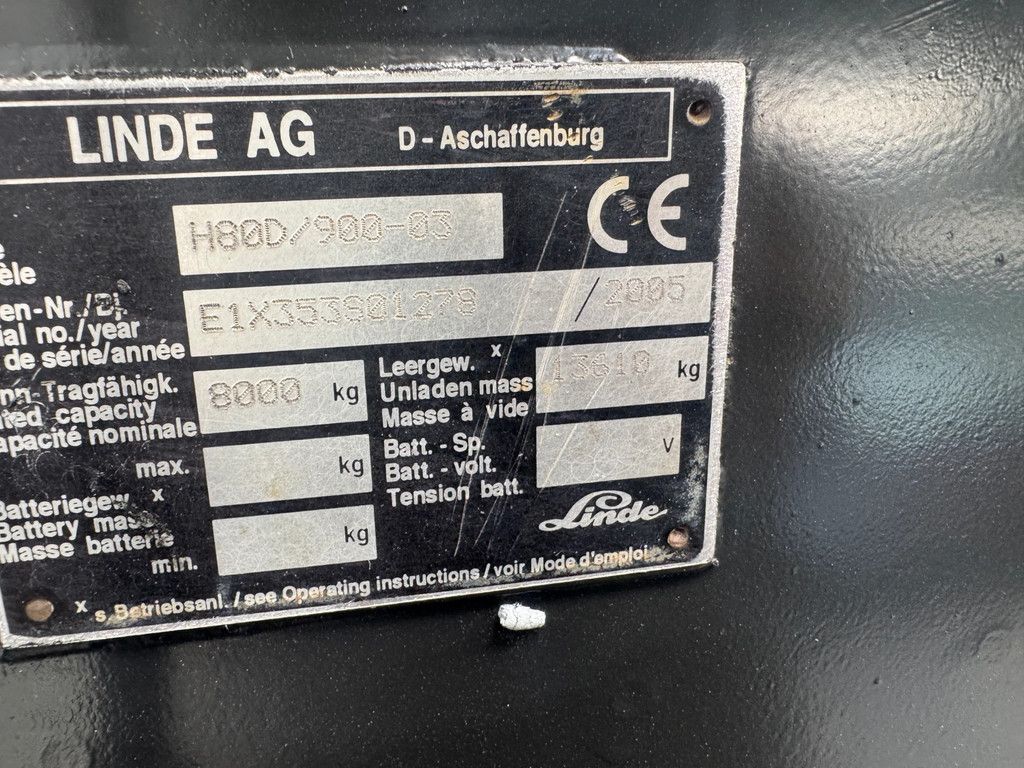 LINDE AG D - Aschaffenburg
H80D/900-03 CE
èle
en-Nr./Bj. E1X353S01278 / 2005
ial no./year
de série/année
nn-Tragfähigk. 8000 kg Leergew. x 13610 kg
ted capacity Unladen mass
apacité nominale Masse à vide
max. kg Batt. - Sp. V
Batteriegew. x Batt. - volt.
Battery mass Tension batt.
Masse batterie kg
min. Linde
x s. Betriebsanl. / see Operating instructions / voir Mode d'emploi